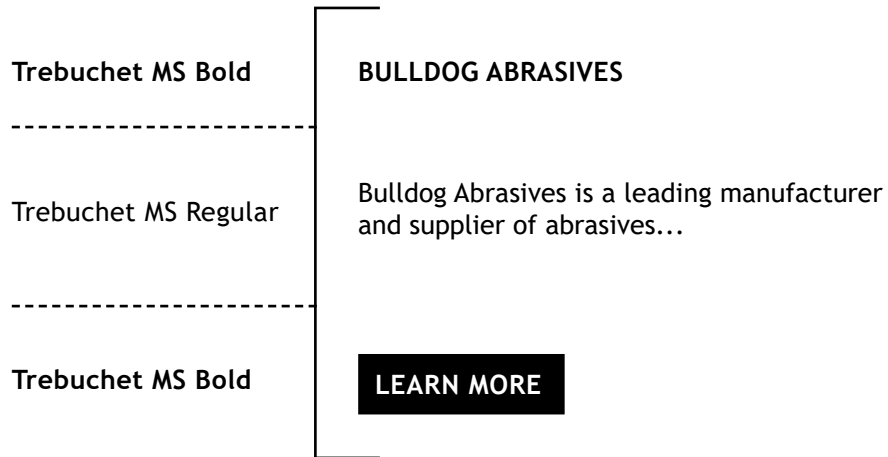 Trebuchet MS Bold
BULLDOG ABRASIVES
Trebuchet MS Regular
Bulldog Abrasives is a leading manufacturer
and supplier of abrasives...
Trebuchet MS Bold
LEARN MORE